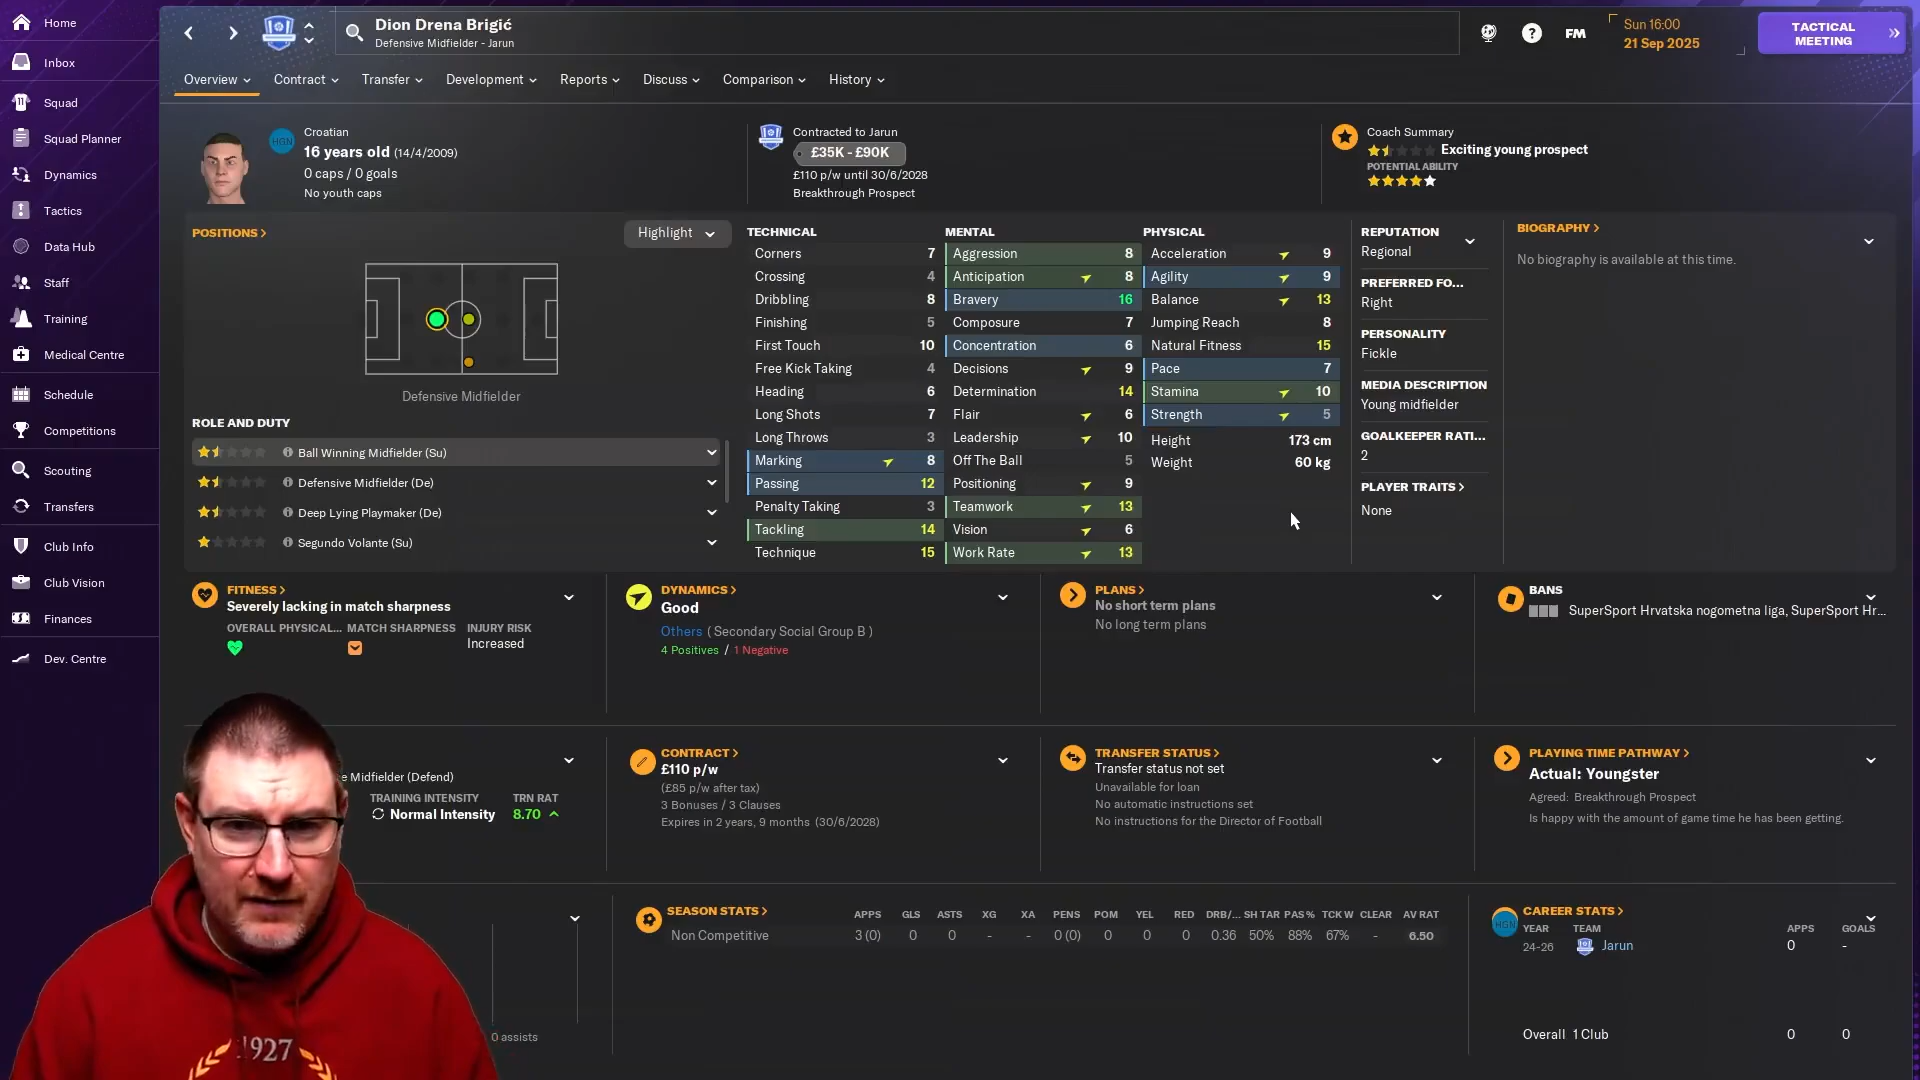 Home
Inbox
Squad
Squad Planner
Dynamics
Tactics
Data Hub
Staff
Training
Medical Centre
Schedule
Competitions
Scouting
Transfers
Club Info
Club Vision
Finances
Dev. Centre
Dion Drena Brigić
Defensive Midfielder - Jarun
FM
Sun 16:00
21 Sep 2025
TACTICAL
MEETING
Overview Contract Transfer Development Reports Discuss Comparison History
HGN
Croatian
16 years old (14/4/2009)
0 caps / 0 goals
No youth caps
Contracted to Jarun
£35K - £90K
£110 p/w until 30/6/2028
Breakthrough Prospect
Coach Summary
Exciting young prospect
POTENTIAL ABILITY
POSITIONS >
Highlight
Defensive Midfielder
ROLE AND DUTY
Ball Winning Midfielder (Su)
Defensive Midfielder (De)
Deep Lying Playmaker (De)
Segundo Volante (Su)
TECHNICAL
Corners 7
Crossing 4
Dribbling 8
Finishing 5
First Touch 10
Free Kick Taking 4
Heading 6
Long Shots 7
Long Throws 3
Marking 8
Passing 12
Penalty Taking 3
Tackling 14
Technique 15
MENTAL
Aggression 8
Anticipation 8
Bravery 16
Composure 7
Concentration 6
Decisions 9
Determination 14
Flair 6
Leadership 10
Off The Ball 5
Positioning 9
Teamwork 13
Vision 6
Work Rate 13
PHYSICAL
Acceleration 9
Agility 9
Balance 13
Jumping Reach 8
Natural Fitness 15
Pace 7
Stamina 10
Strength 5
Height 173 cm
Weight 60 kg
REPUTATION
Regional
PREFERRED FO...
Right
PERSONALITY
Fickle
MEDIA DESCRIPTION
Young midfielder
GOALKEEPER RATI...
2
PLAYER TRAITS >
None
BIOGRAPHY >
No biography is available at this time.
FITNESS >
Severely lacking in match sharpness
OVERALL PHYSICAL... MATCH SHARPNESS INJURY RISK
Increased
DYNAMICS >
Good
Others ( Secondary Social Group B )
4 Positives / 1 Negative
PLANS >
No short term plans
No long term plans
BANS
SuperSport Hrvatska nogometna liga, SuperSport Hr...
e Midfielder (Defend)
TRAINING INTENSITY TRN RAT
Normal Intensity 8.70
CONTRACT >
£110 p/w
(£85 p/w after tax)
3 Bonuses / 3 Clauses
Expires in 2 years, 9 months (30/6/2028)
TRANSFER STATUS >
Transfer status not set
Unavailable for loan
No automatic instructions set
No instructions for the Director of Football
PLAYING TIME PATHWAY >
Actual: Youngster
Agreed: Breakthrough Prospect
Is happy with the amount of game time he has been getting.
0 assists
SEASON STATS > APPS GLS ASTS XG XA PENS POM YEL RED DRB/... SH TAR PAS % TCK W CLEAR AV RAT
Non Competitive 3 (0) 0 0 - - 0 (0) 0 0 0 0.36 50% 88% 67% - 6.50
HGN
CAREER STATS >
YEAR TEAM APPS GOALS
24-26 Jarun 0 -
Overall 1 Club 0 0
1927